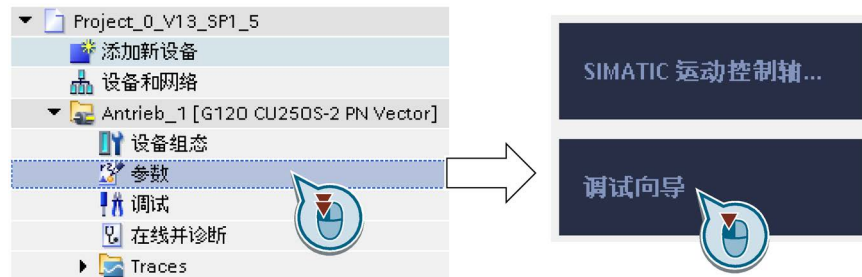 Project_0_V13_SP1_5
添加新设备
设备和网络
Antrieb_1 [G120 CU250S-2 PN Vector]
设备组态
参数
调试
在线并诊断
Traces
SIMATIC 运动控制轴...
调试向导